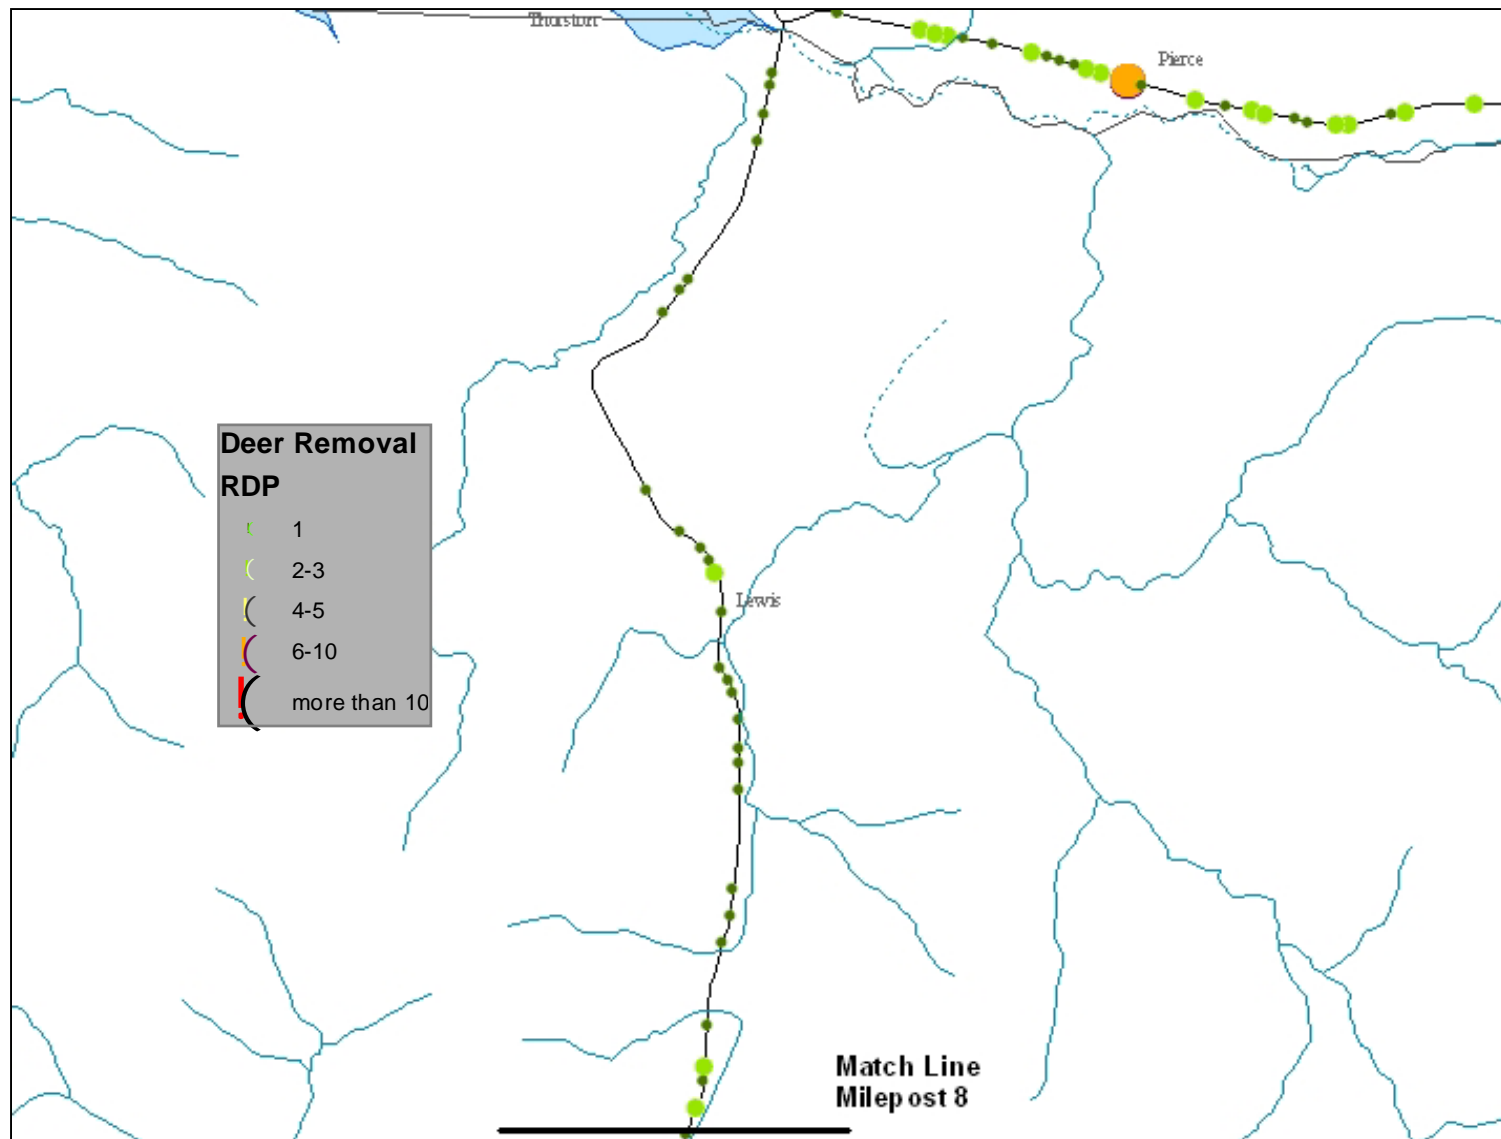 Thurston
Pierce
Deer Removal
RDP
1
2-3
4-5
6-10
more than 10
Lewis
Match Line
Milepost 8